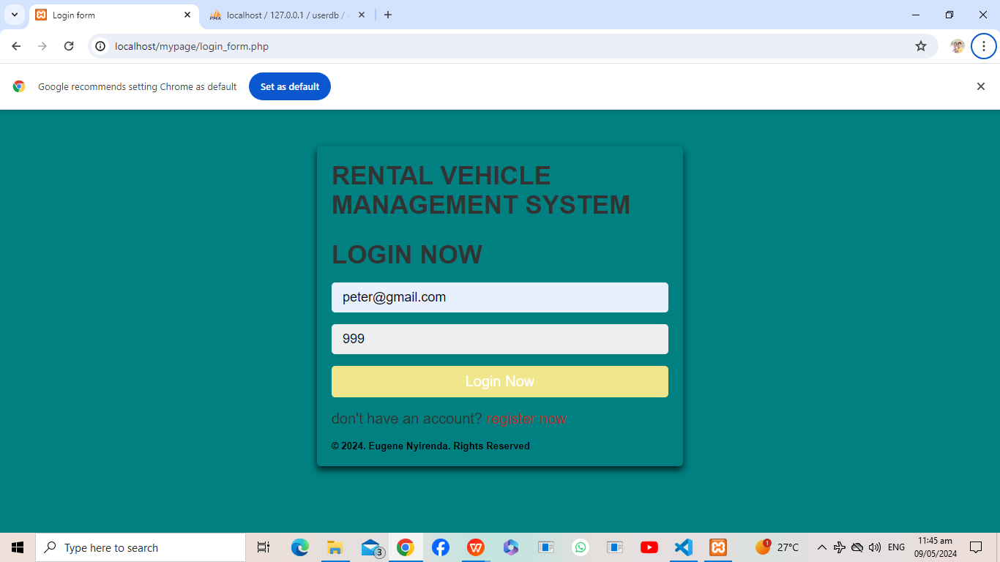 Login form
PMA
localhost / 127.0.0.1 / userdb /
localhost/mypage/login_form.php
Google recommends setting Chrome as default
Set as default
RENTAL VEHICLE
MANAGEMENT SYSTEM
LOGIN NOW
peter@gmail.com
999
Login Now
don't have an account? register now
© 2024. Eugene Nyirenda. Rights Reserved
Type here to search
3
W
1
27°C
ENG
11:45 am
09/05/2024